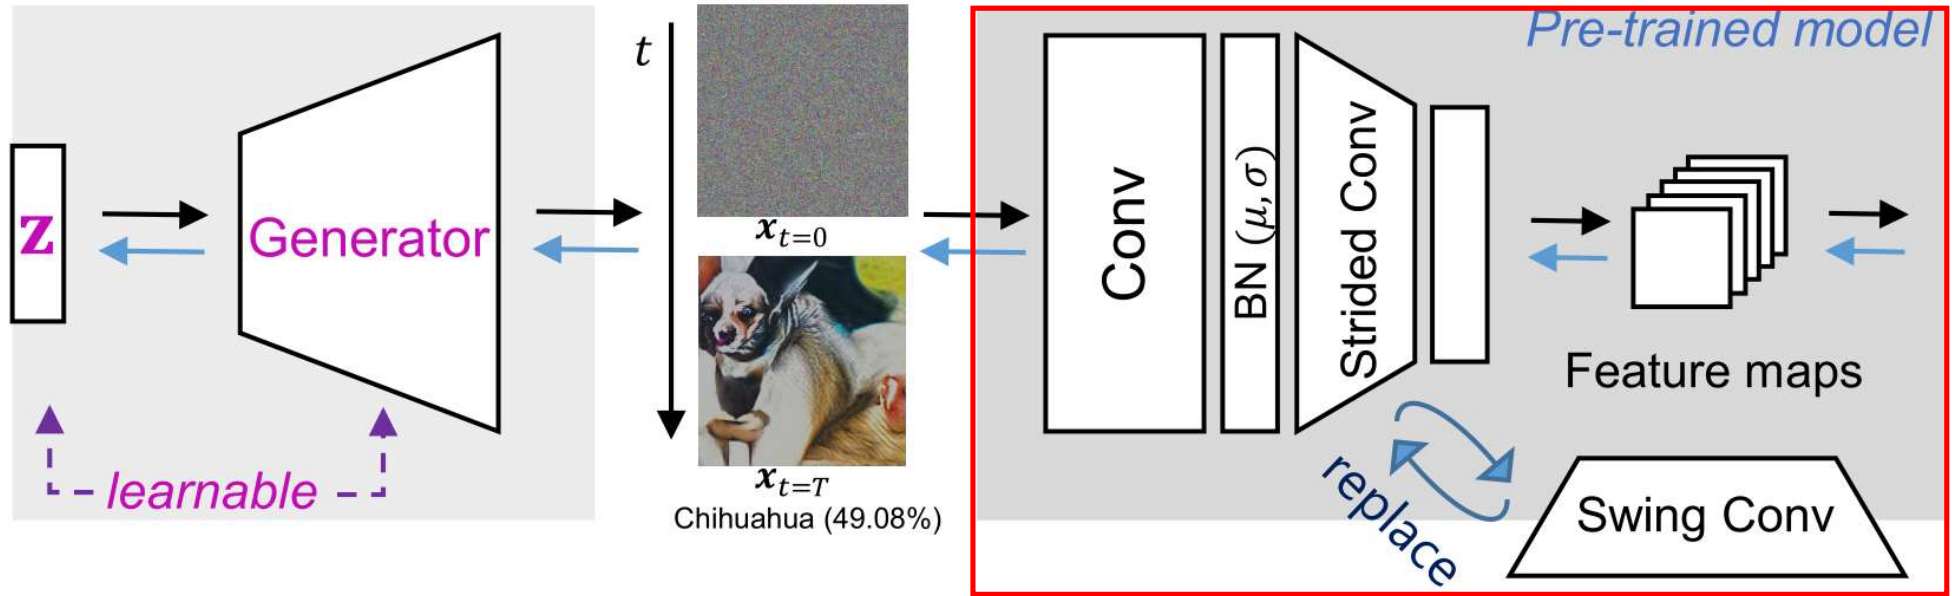 z
Generator
learnable
t
x_{t=0}
x_{t=T}
Chihuahua (49.08%)
Pre-trained model
Conv
BN (μ, σ)
Strided Conv
Feature maps
replace
Swing Conv